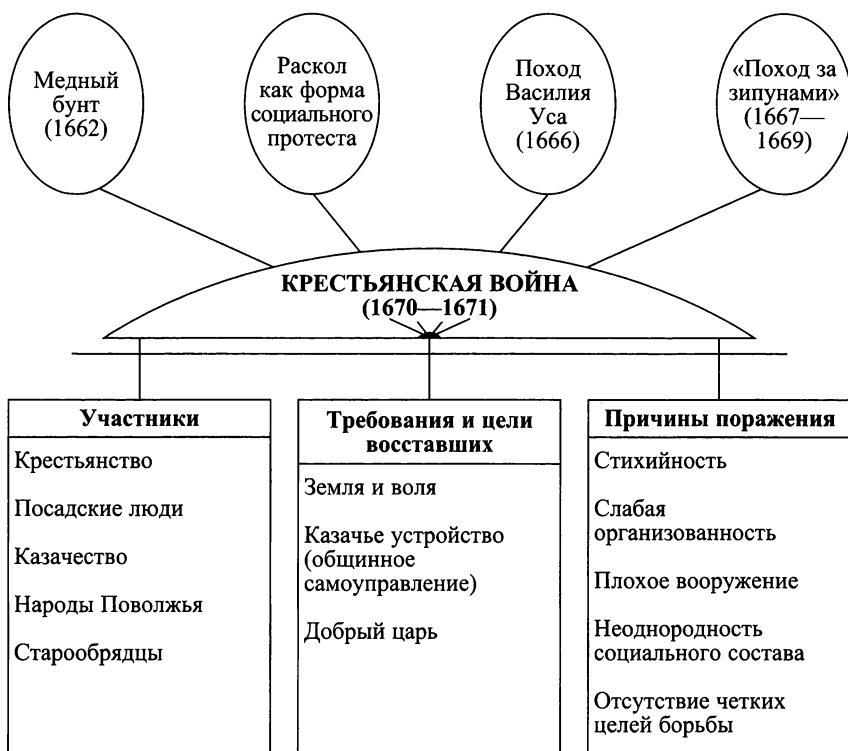 Медный
бунт
(1662)
Раскол
как форма
социального
протеста
Поход
Василия
Уса
(1666)
«Поход за
зипунами»
(1667—
1669)
КРЕСТЬЯНСКАЯ ВОЙНА
(1670—1671)
Участники
Крестьянство
Посадские люди
Казачество
Народы Поволжья
Старообрядцы
Требования и цели
восставших
Земля и воля
Казачье устройство
(общинное
самоуправление)
Добрый царь
Причины поражения
Стихийность
Слабая
организованность
Плохое вооружение
Неоднородность
социального состава
Отсутствие четких
целей борьбы